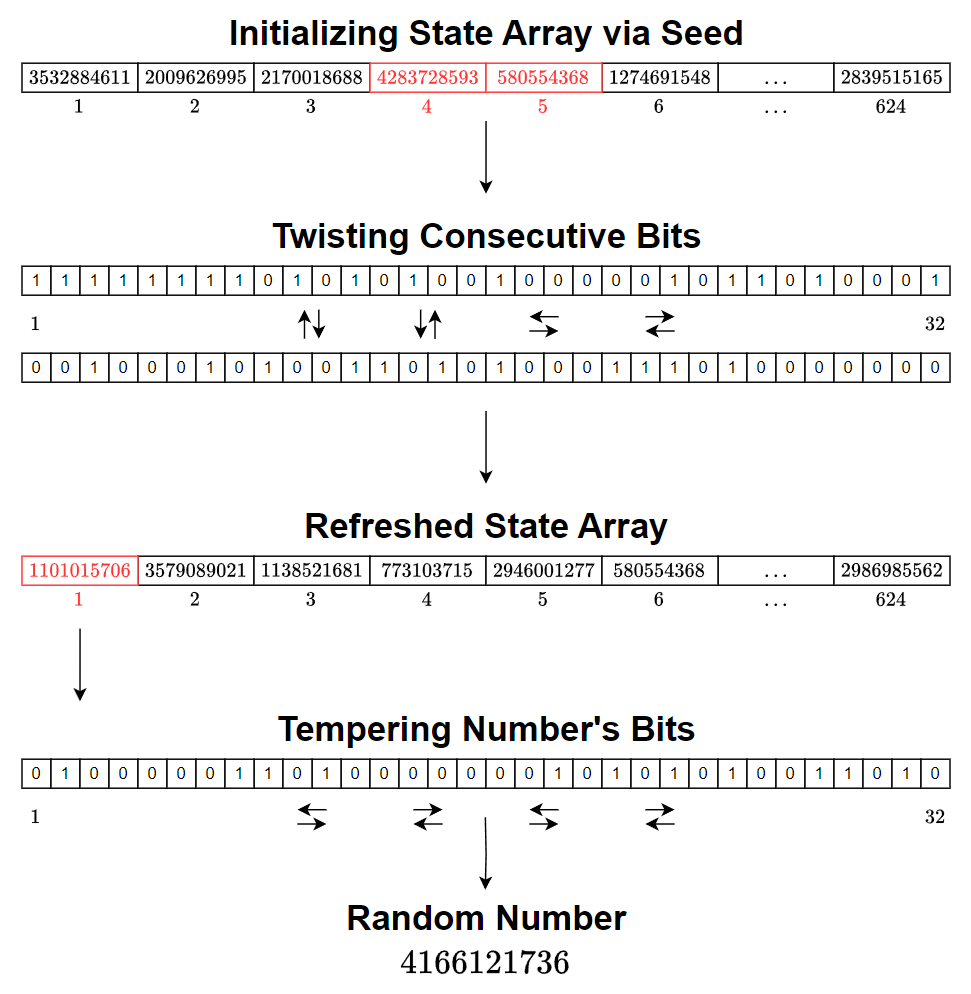 Initializing State Array via Seed
3532884611 2009626995 2170018688 4283728593 580554368 1274691548 ... 2839515165
1 2 3 4 5 6 ... 624
Twisting Consecutive Bits
1 1 1 1 1 1 1 1 0 1 0 1 0 1 0 0 1 0 0 0 0 0 1 0 1 1 0 1 0 0 0 1
1 32
0 0 1 0 0 0 1 0 1 0 0 1 1 0 1 0 1 0 0 0 1 1 1 0 1 0 0 0 0 0 0 0
Refreshed State Array
1101015706 3579089021 1138521681 773103715 2946001277 580554368 ... 2986985562
1 2 3 4 5 6 ... 624
Tempering Number's Bits
0 1 0 0 0 0 0 1 1 0 1 0 0 0 0 0 0 0 1 0 1 0 1 0 1 0 0 1 1 0 1 0
1 32
Random Number
4166121736